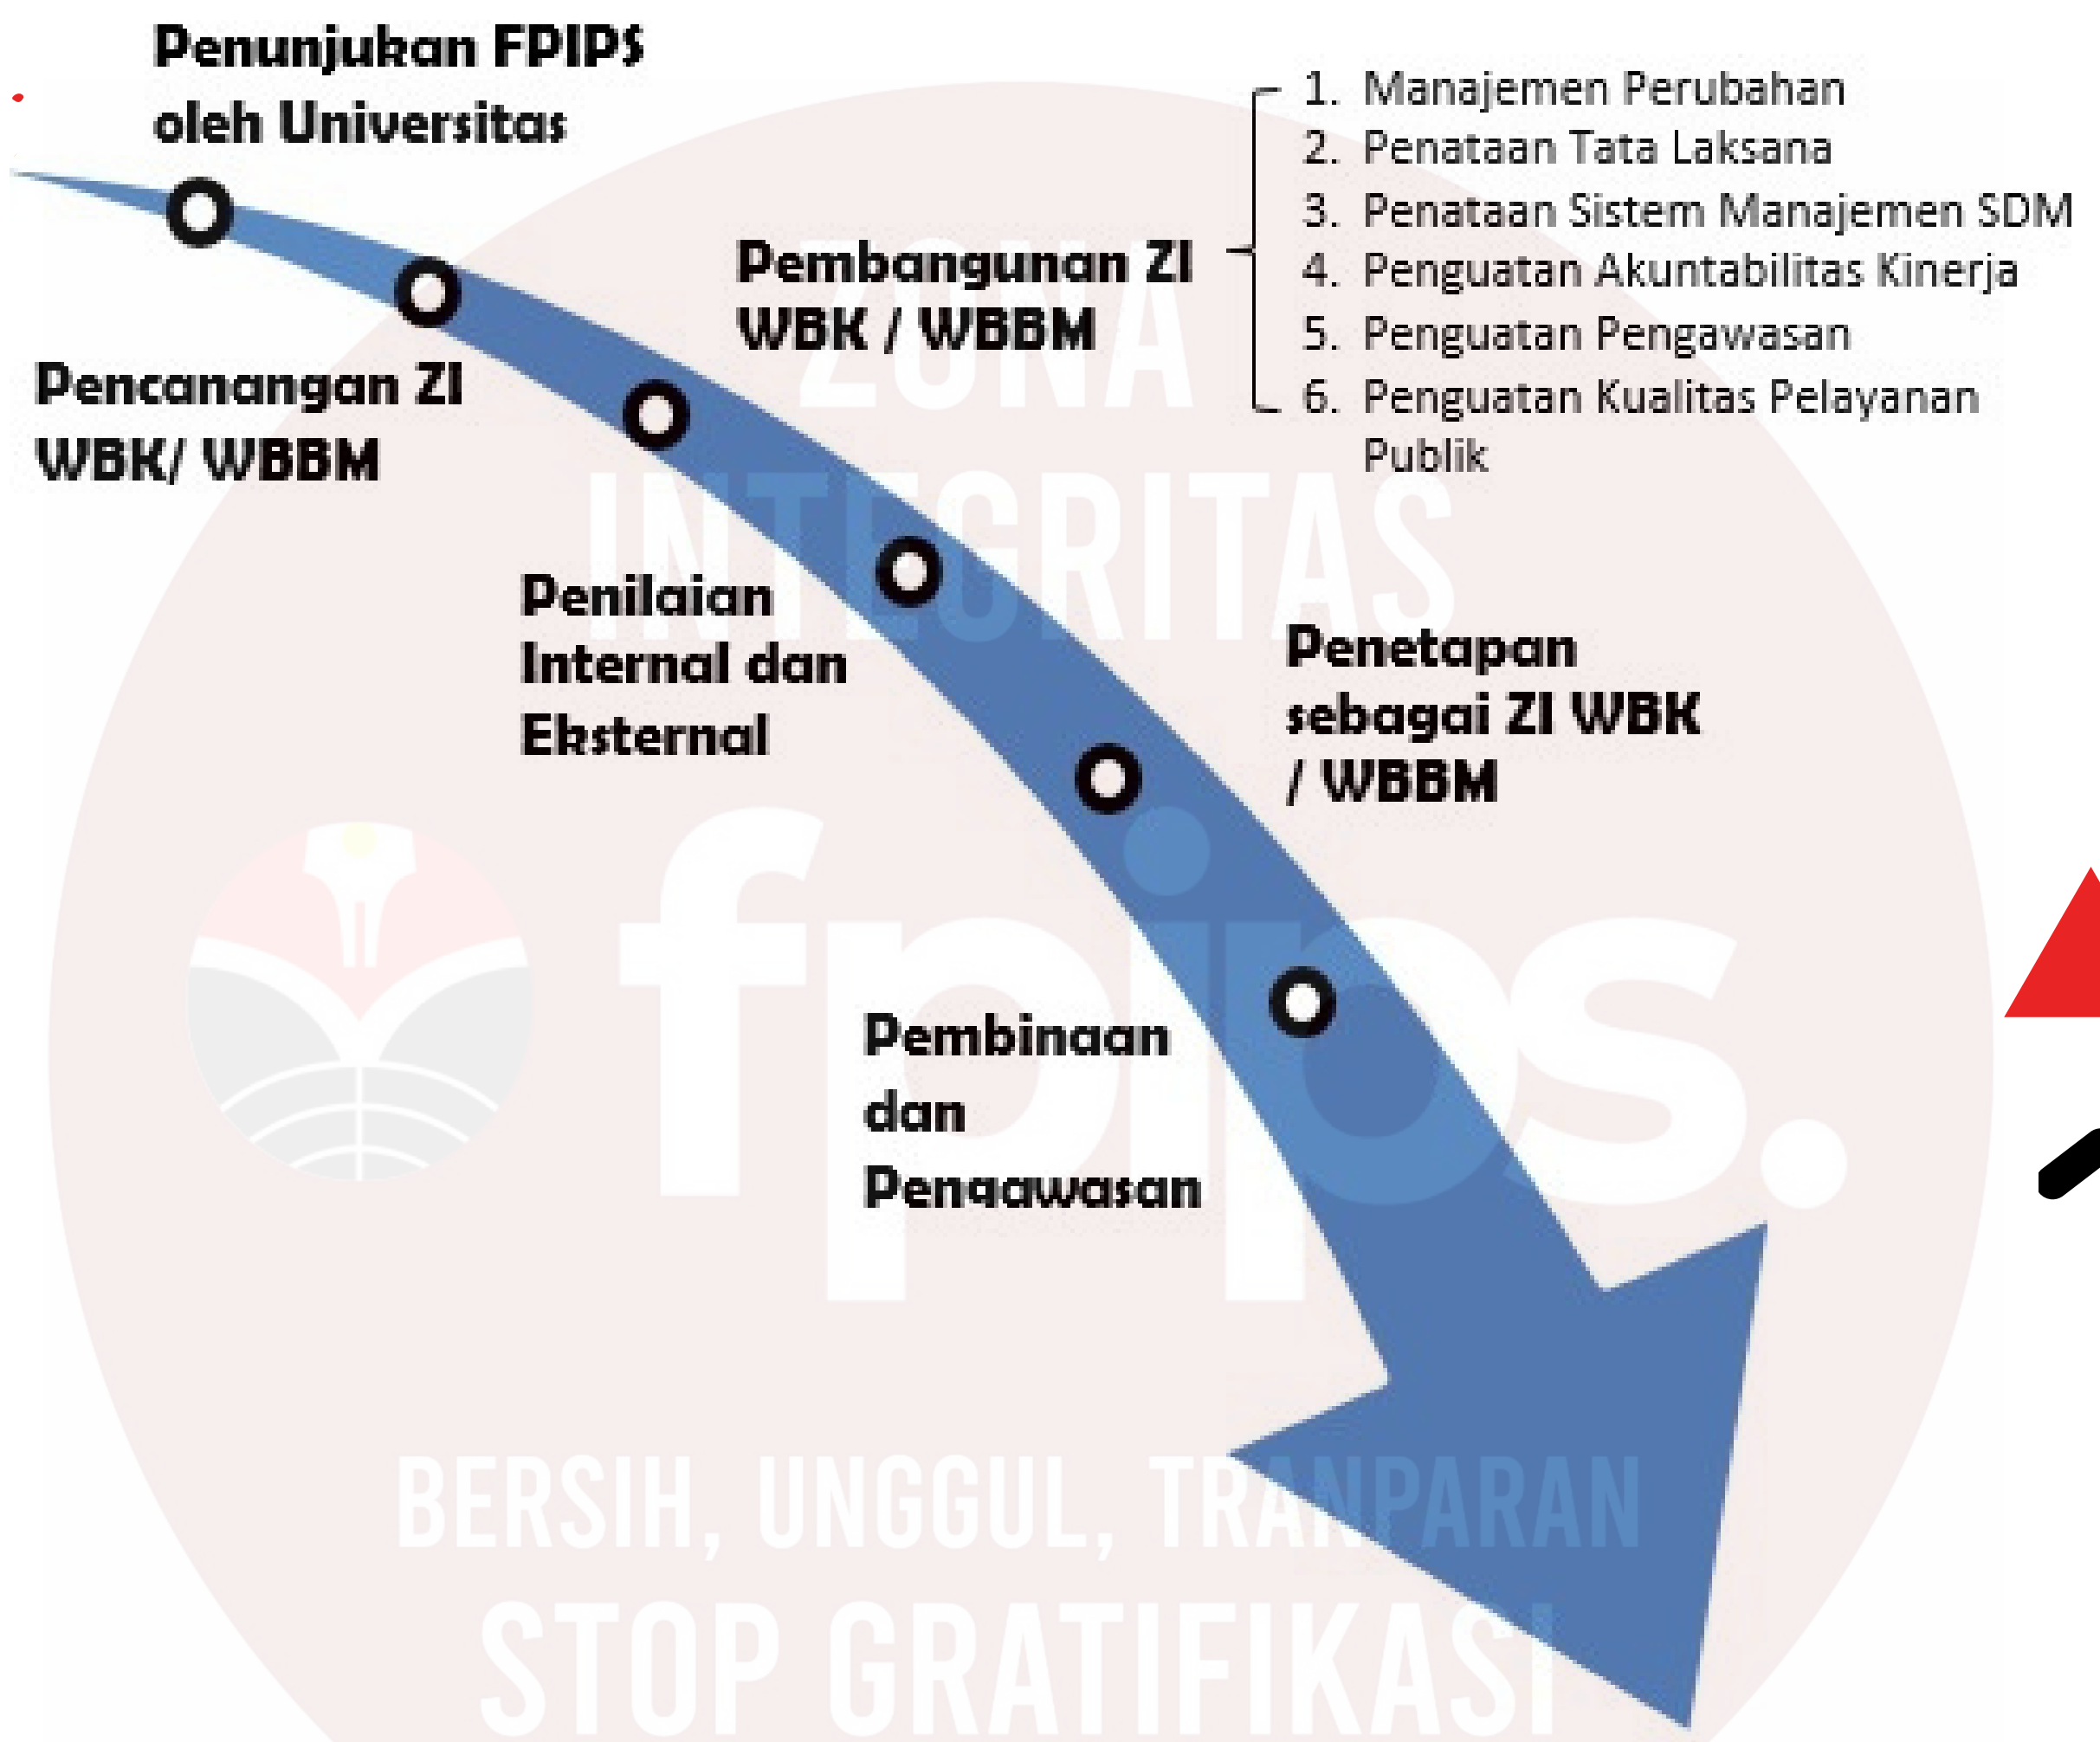 Penunjukan FPIPS
oleh Universitas
Pencanangan ZI
WBK/ WBBM
Pembangunan ZI
WBK / WBBM
1. Manajemen Perubahan
2. Penataan Tata Laksana
3. Penataan Sistem Manajemen SDM
4. Penguatan Akuntabilitas Kinerja
5. Penguatan Pengawasan
6. Penguatan Kualitas Pelayanan
Publik
Penilaian
Internal dan
Eksternal
Penetapan
sebagai ZI WBK
/ WBBM
Pembinaan
dan
Pengawasan
ZONA
INTEGRITAS
fpips.
BERSIH, UNGGUL, TRANPARAN
STOP GRATIFIKASI